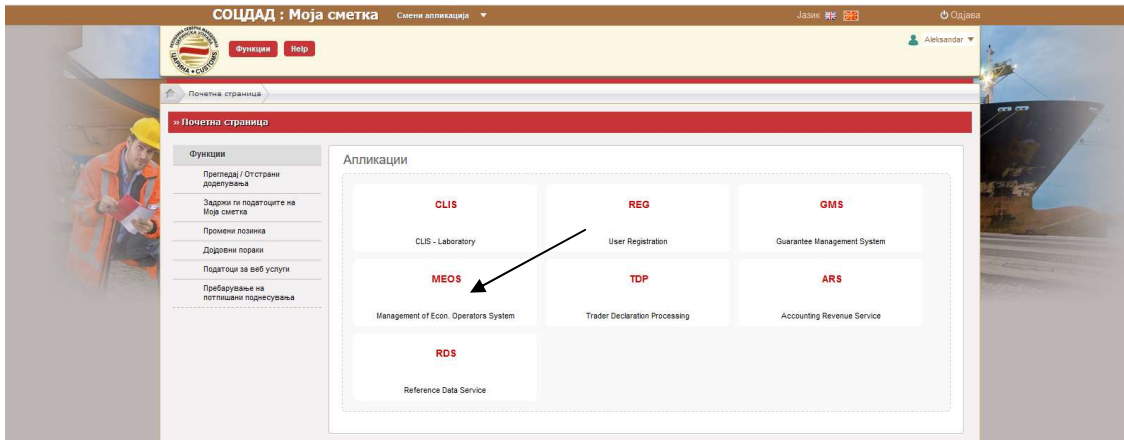 СОЦДАД : Моја сметка Смени апликација Јазик Одјава
Функции Help Aleksandar
ЦАРИНА • CUSTOMS
Почетна страница
» Почетна страница
Функции
Прегледај / Отстрани
доделувања
Задржи ги податоците на
Моја сметка
Промени лозинка
Дојдовни пораки
Податоци за веб услуги
Пребарување на
потпишани поднесувања
Апликации
CLIS REG GMS
CLIS - Laboratory User Registration Guarantee Management System
MEOS TDP ARS
Management of Econ. Operators System Trader Declaration Processing Accounting Revenue Service
RDS
Reference Data Service